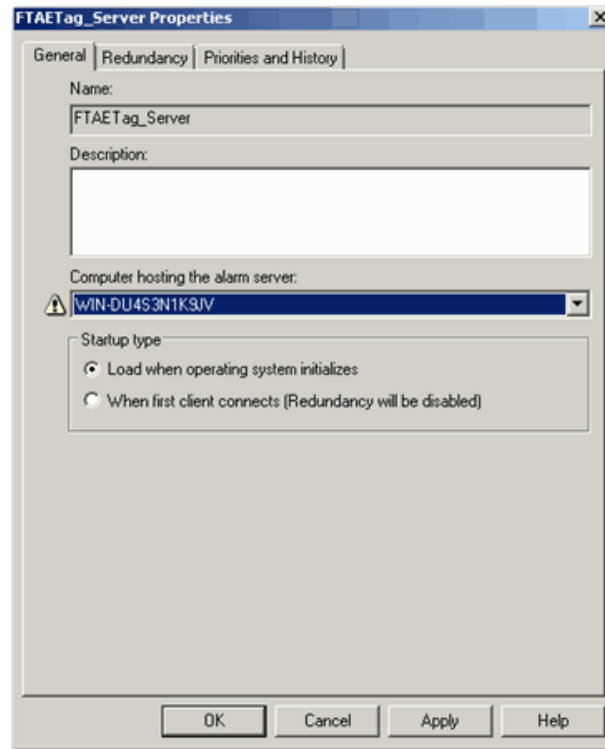 FTAETag_Server Properties
General Redundancy Priorities and History
Name:
FTAETag_Server
Description:
Computer hosting the alarm server:
WIN-DU4S3N1K9JV
Startup type
Load when operating system initializes
When first client connects (Redundancy will be disabled)
OK Cancel Apply Help